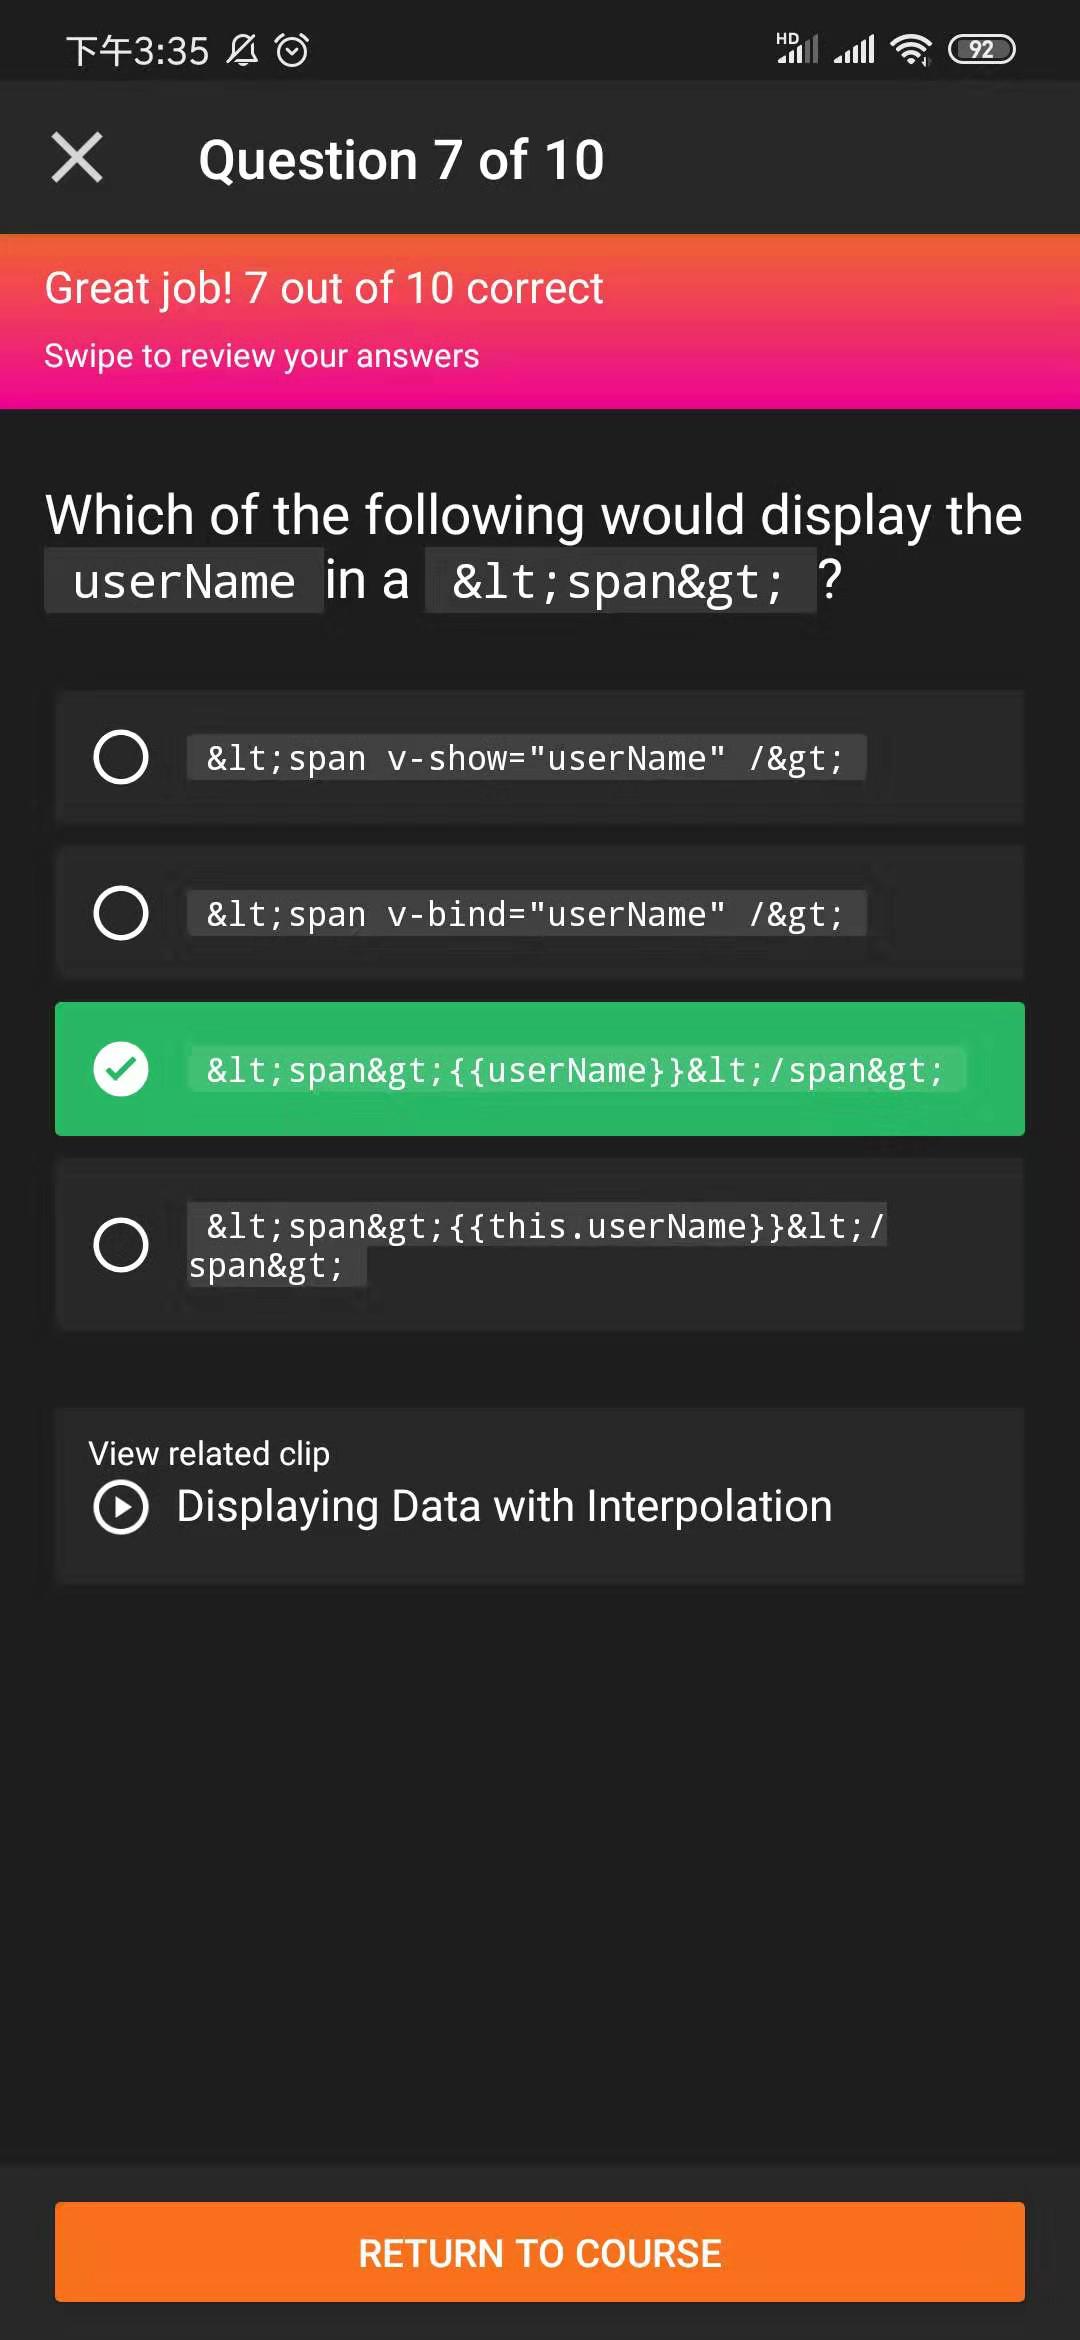 下午3:35 HD 92
Question 7 of 10
Great job! 7 out of 10 correct
Swipe to review your answers
Which of the following would display the
userName in a &lt;span&gt; ?
&lt;span v-show="userName" /&gt;
&lt;span v-bind="userName" /&gt;
&lt;span&gt;{{userName}}&lt;/span&gt;
&lt;span&gt;{{this.userName}}&lt;/
span&gt;
View related clip
Displaying Data with Interpolation
RETURN TO COURSE